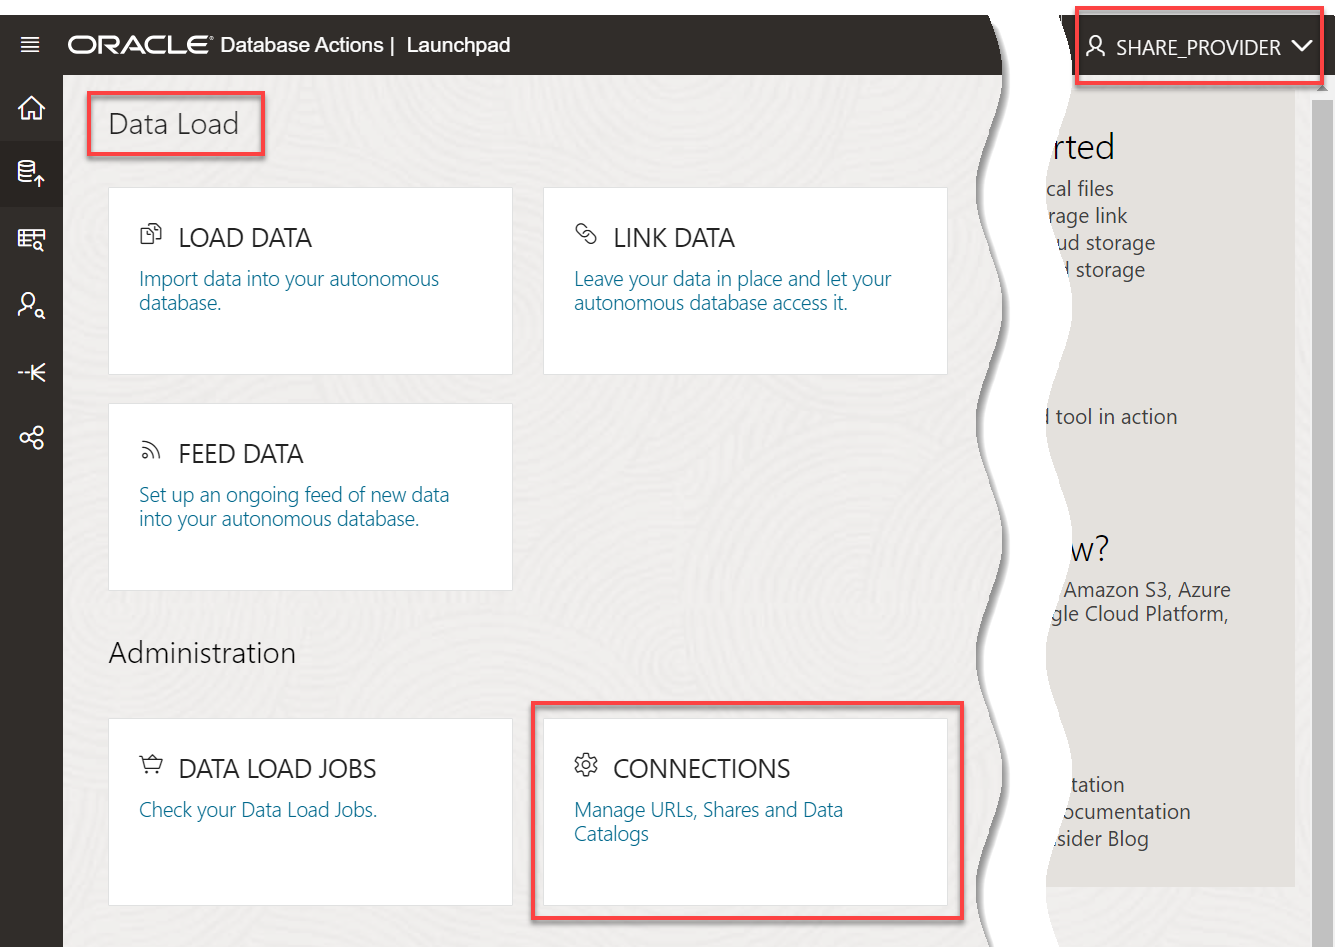 ORACLE Database Actions | Launchpad
SHARE_PROVIDER
Data Load
LOAD DATA
Import data into your autonomous
database.
LINK DATA
Leave your data in place and let your
autonomous database access it.
FEED DATA
Set up an ongoing feed of new data
into your autonomous database.
Administration
DATA LOAD JOBS
Check your Data Load Jobs.
CONNECTIONS
Manage URLs, Shares and Data
Catalogs
rted
cal files
rage link
ud storage
storage
tool in action
w?
Amazon S3, Azure
gle Cloud Platform,
tation
ocumentation
sider Blog